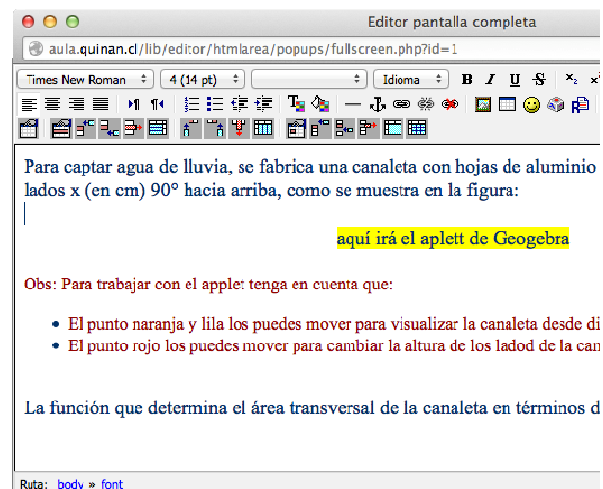 Editor pantalla completa
aula.quinan.cl/lib/editor/htmlarea/popups/fullscreen.php?id=1
Times New Roman 4 (14 pt) Idioma B I U S x₂ x
Para captar agua de lluvia, se fabrica una canaleta con hojas de aluminio
lados x (en cm) 90° hacia arriba, como se muestra en la figura:
aquí irá el aplett de Geogebra
Obs: Para trabajar con el applet tenga en cuenta que:
• El punto naranja y lila los puedes mover para visualizar la canaleta desde di
• El punto rojo los puedes mover para cambiar la altura de los ladod de la can
La función que determina el área transversal de la canaleta en términos d
Ruta: body » font